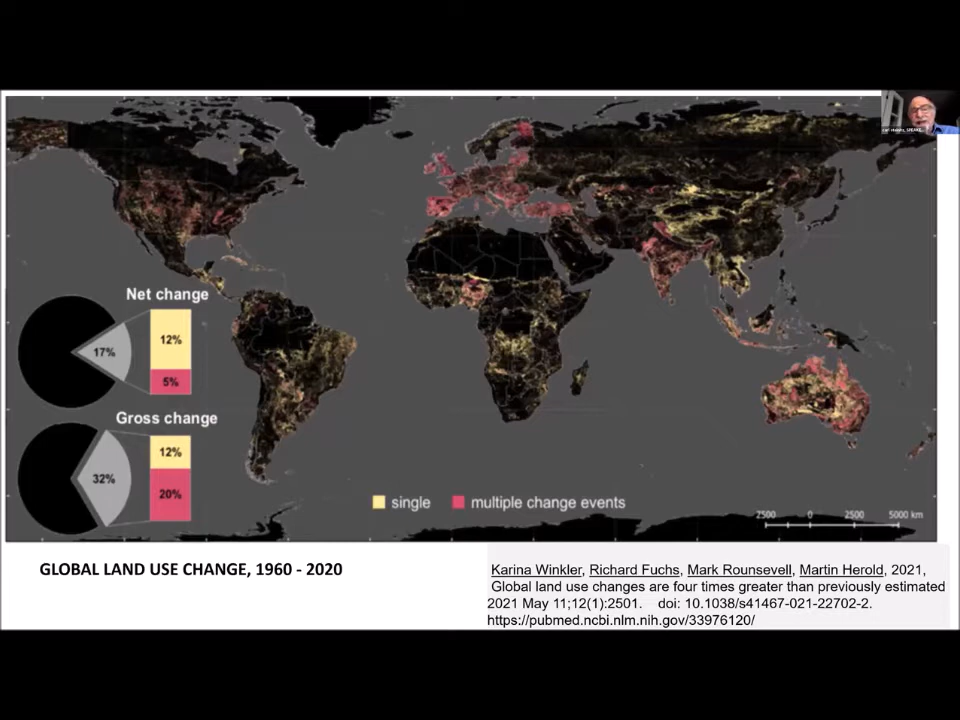 Net change
17%
12%
5%
Gross change
32%
12%
20%
single
multiple change events
2500 0 2500 5000 km
GLOBAL LAND USE CHANGE, 1960 - 2020
Karina Winkler, Richard Fuchs, Mark Rounsevell, Martin Herold, 2021,
Global land use changes are four times greater than previously estimated
2021 May 11;12(1):2501. doi: 10.1038/s41467-021-22702-2.
https://pubmed.ncbi.nlm.nih.gov/33976120/